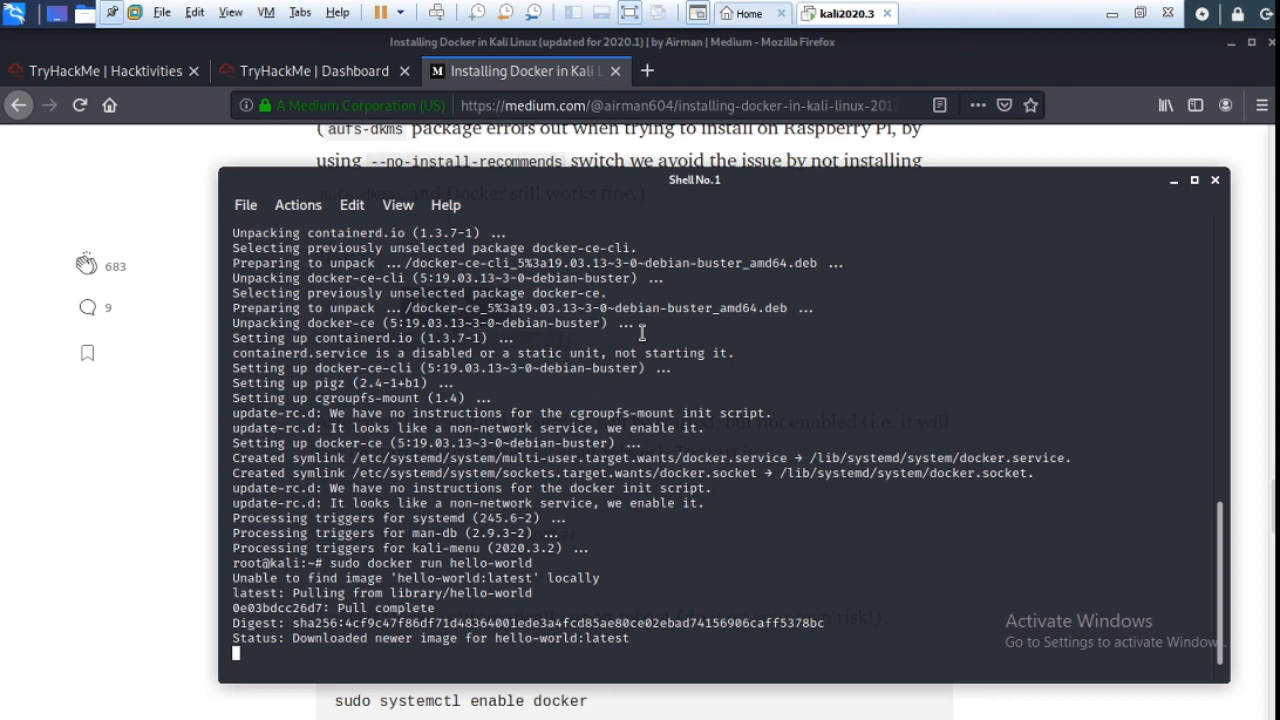 File Edit View VM Tabs Help Home kali2020.3
Installing Docker in Kali Linux (updated for 2020.1) | by Airman | Medium - Mozilla Firefox
TryHackMe | Hacktivities TryHackMe | Dashboard Installing Docker in Kali L
A Medium Corporation (US) https://medium.com/@airman604/installing-docker-in-kali-linux-2017
(aufs-dkms package errors out when trying to install on Raspberry PI, by
using --no-install-recommends switch we avoid the issue by not installing
aufs-dkms, and Docker still works fine.)
Shell No. 1
File Actions Edit View Help
683
9
Unpacking containerd.io (1.3.7-1) ...
Selecting previously unselected package docker-ce-cli.
Preparing to unpack .../docker-ce-cli_5%3a19.03.13~3-0~debian-buster_amd64.deb ...
Unpacking docker-ce-cli (5:19.03.13~3-0~debian-buster) ...
Selecting previously unselected package docker-ce.
Preparing to unpack .../docker-ce_5%3a19.03.13~3-0~debian-buster_amd64.deb ...
Unpacking docker-ce (5:19.03.13~3-0~debian-buster) ...
Setting up containerd.io (1.3.7-1) ...
containerd.service is a disabled or a static unit, not starting it.
Setting up docker-ce-cli (5:19.03.13~3-0~debian-buster) ...
Setting up pigz (2.4-1+b1) ...
Setting up cgroupfs-mount (1.4) ...
update-rc.d: We have no instructions for the cgroupfs-mount init script.
update-rc.d: It looks like a non-network service, we enable it.
Setting up docker-ce (5:19.03.13~3-0~debian-buster) ...
Created symlink /etc/systemd/system/multi-user.target.wants/docker.service → /lib/systemd/system/docker.service.
Created symlink /etc/systemd/system/sockets.target.wants/docker.socket → /lib/systemd/system/docker.socket.
update-rc.d: We have no instructions for the docker init script.
update-rc.d: It looks like a non-network service, we enable it.
Processing triggers for systemd (245.6-2) ...
Processing triggers for man-db (2.9.3-2) ...
Processing triggers for kali-menu (2020.3.2) ...
root@kali:~# sudo docker run hello-world
Unable to find image 'hello-world:latest' locally
latest: Pulling from library/hello-world
0e03bdcc26d7: Pull complete
Digest: sha256:4cf9c47f86df71d48364001ede3a4fcd85ae80ce02ebad74156906caff5378bc
Status: Downloaded newer image for hello-world:latest
Activate Windows
Go to Settings to activate Windows.
sudo systemctl enable docker